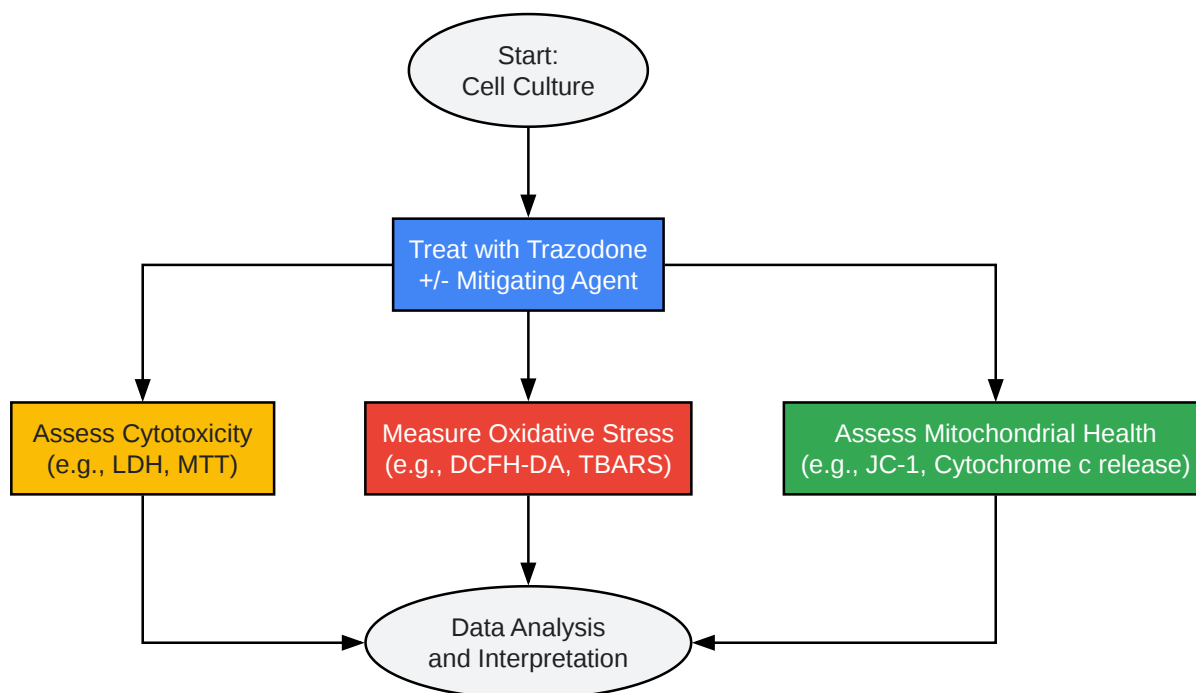 Start:
Cell Culture
Treat with Trazodone
+/- Mitigating Agent
Assess Cytotoxicity
(e.g., LDH, MTT)
Measure Oxidative Stress
(e.g., DCFH-DA, TBARS)
Assess Mitochondrial Health
(e.g., JC-1, Cytochrome c release)
Data Analysis
and Interpretation